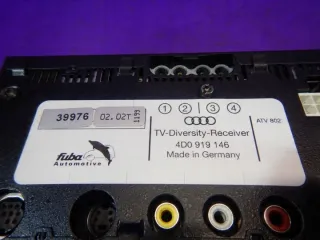 39976 02.02T
① ② ③ ④
ATV 802
TV-Diversity-Receiver
4D0 919 146
Made in Germany
fuba
Automotive